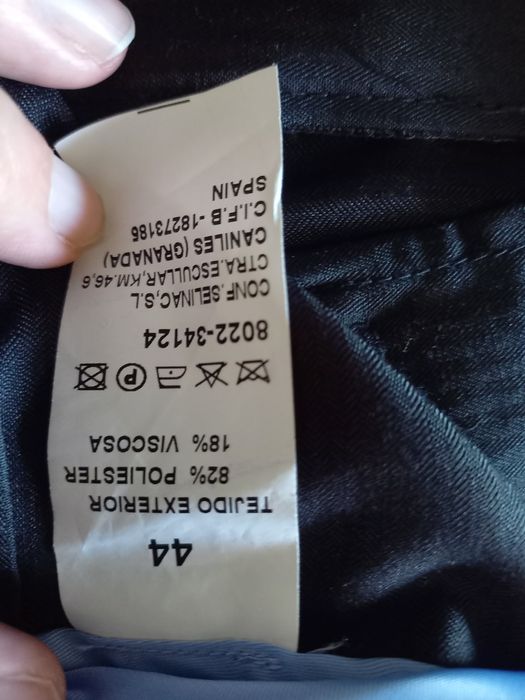 44
TEJIDO EXTERIOR
82% POLIESTER
18% VISCOSA
P
8022-34124
CONF.SELINAC,S.L
CTRA.ESCULLAR,KM.46,6
CANILES (GRANADA)
C.I.F.B -18273185
SPAIN